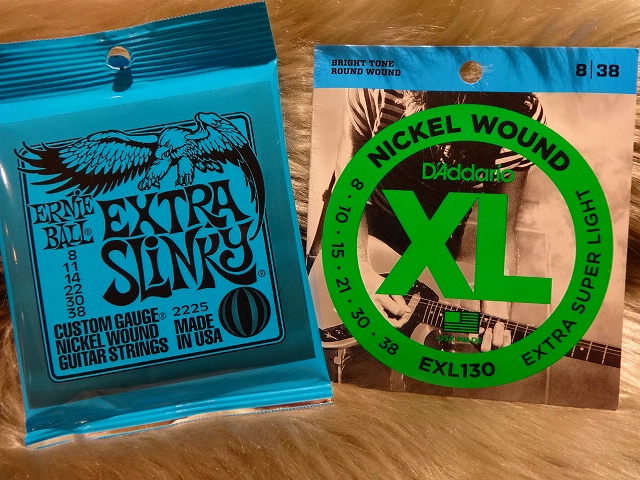 ERNIE
BALL®
EXTRA
SLINKY®
8
11
14
22
30
38
2225
CUSTOM GAUGE®
NICKEL WOUND
GUITAR STRINGS
MADE
IN USA
BRIGHT TONE
ROUND WOUND
8|38
NICKEL WOUND
D'Addario
XL
8 · 10 · 15 · 21 · 30 · 38
EXL130
EXTRA SUPER LIGHT